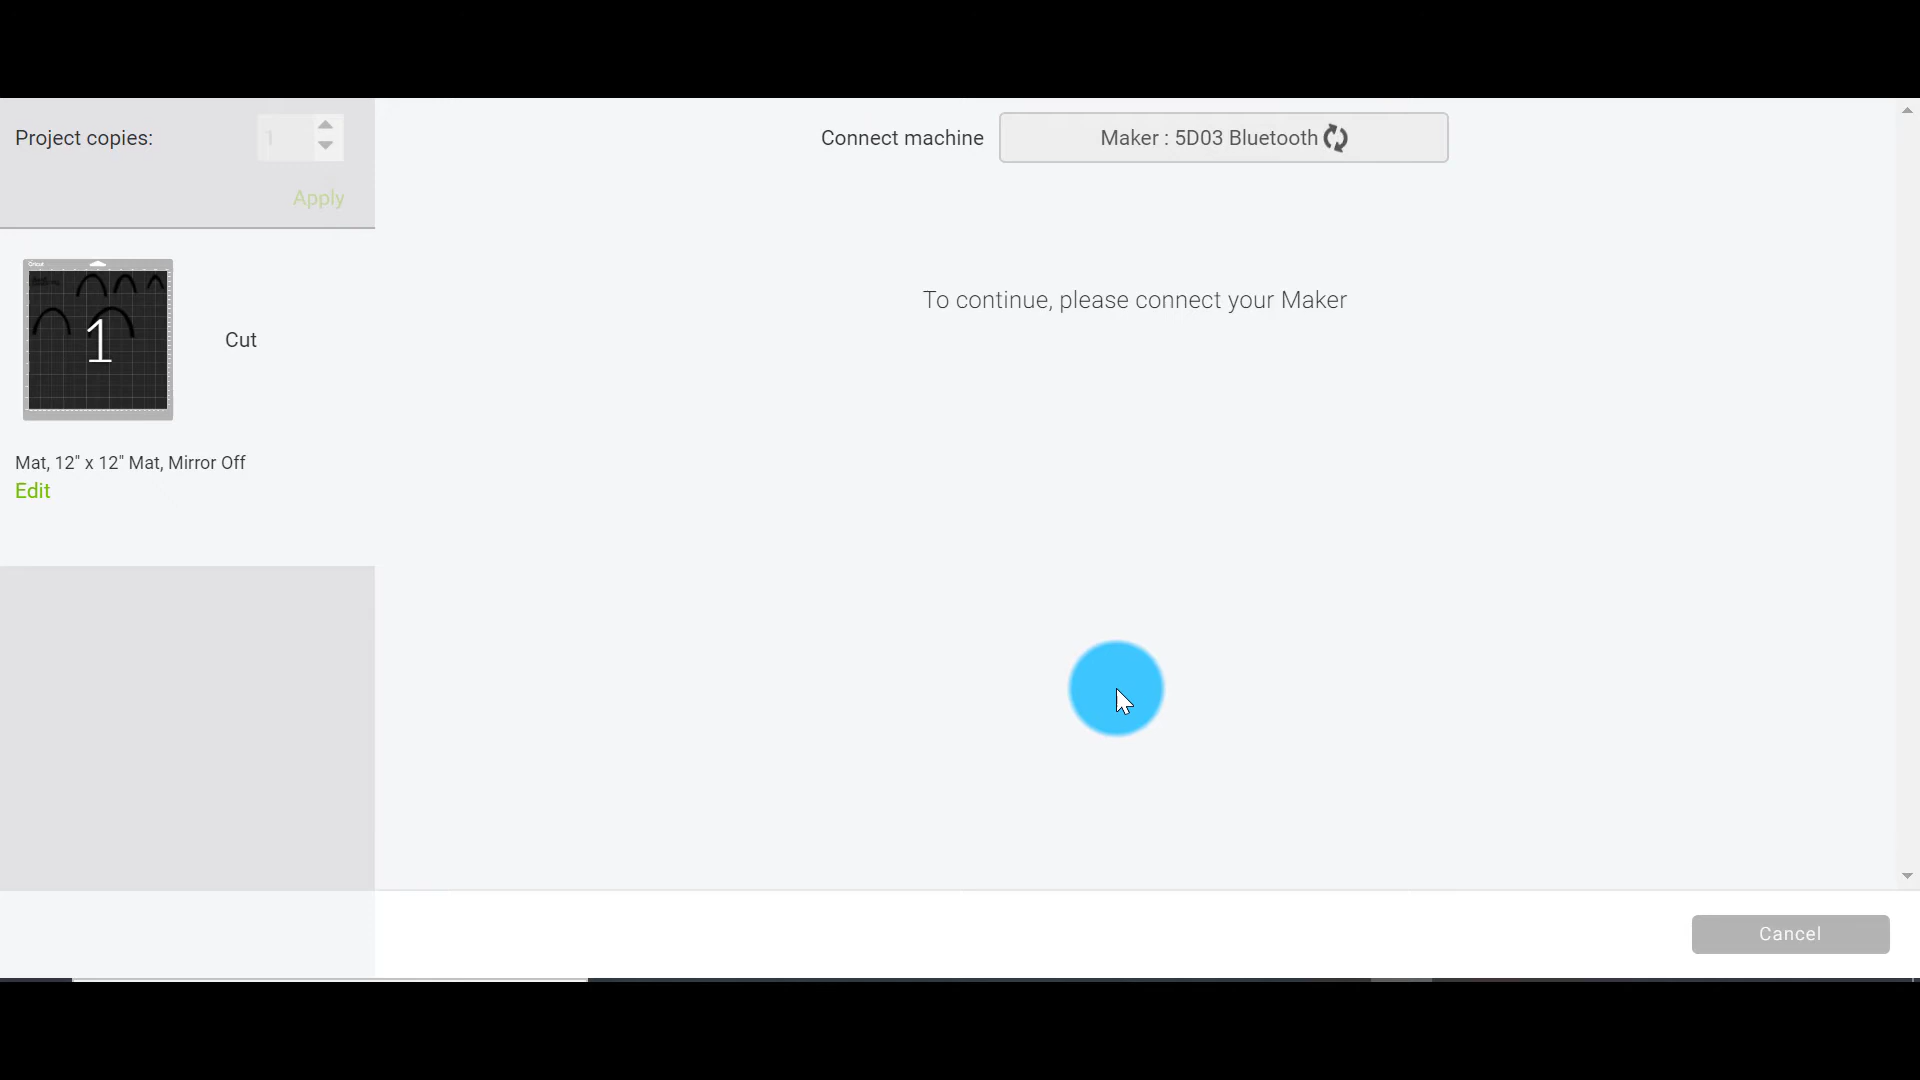 Project copies:
1
Apply
Connect machine
Maker : 5D03 Bluetooth
To continue, please connect your Maker
Cricut
1
Cut
Mat, 12" x 12" Mat, Mirror Off
Edit
Cancel